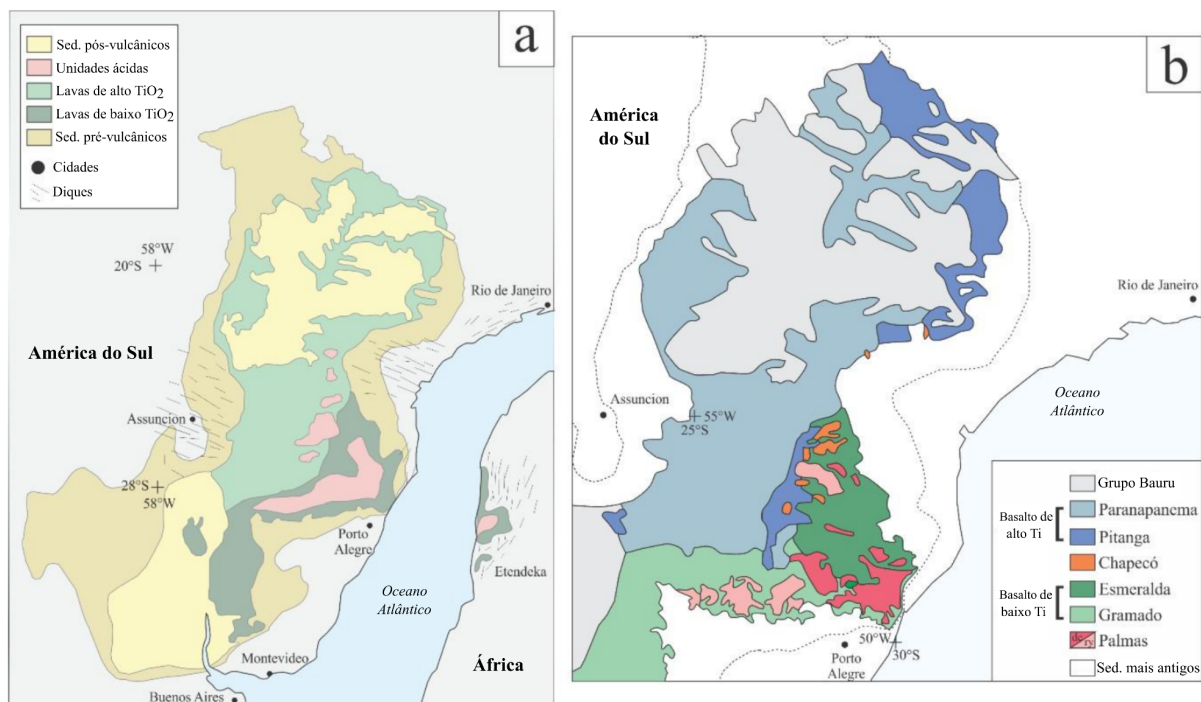 a
Sed. pós-vulcânicos
Unidades ácidas
Lavas de alto TiO2
Lavas de baixo TiO2
Sed. pré-vulcânicos
Cidades
Diques
58°W
20°S
Rio de Janeiro
América do Sul
Assuncion
28°S
58°W
Porto
Alegre
Etendeka
Oceano
Atlântico
Montevideo
África
Buenos Aires
b
América
do Sul
Rio de Janeiro
Assuncion
55°W
25°S
Oceano
Atlântico
50°W
30°S
Porto
Alegre
Grupo Bauru
Basalto de
alto Ti
Paranapanema
Pitanga
Chapecó
Basalto de
baixo Ti
Esmeralda
Gramado
Palmas
Sed. mais antigos